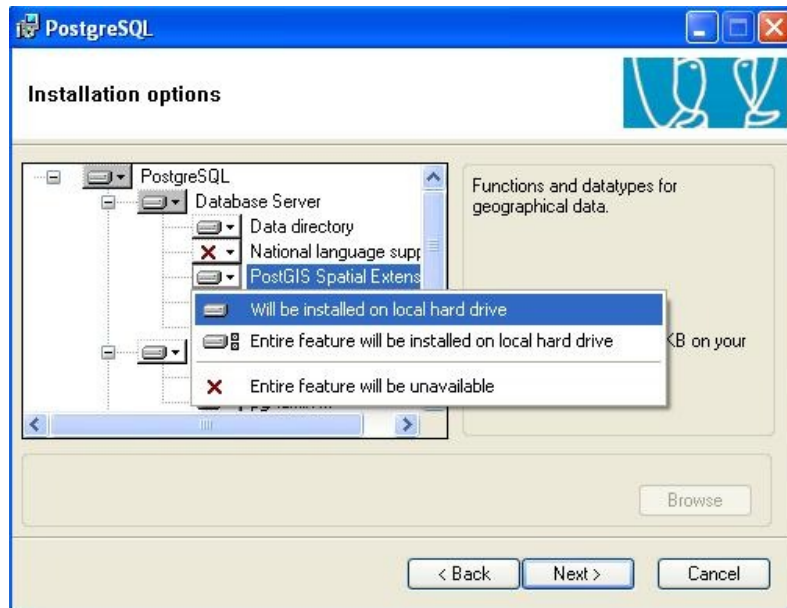 PostgreSQL
Installation options
PostgreSQL
Database Server
Data directory
National language supp
PostGIS Spatial Extens
Will be installed on local hard drive
Entire feature will be installed on local hard drive
Entire feature will be unavailable
Functions and datatypes for
geographical data.
KB on your
Browse
< Back
Next >
Cancel